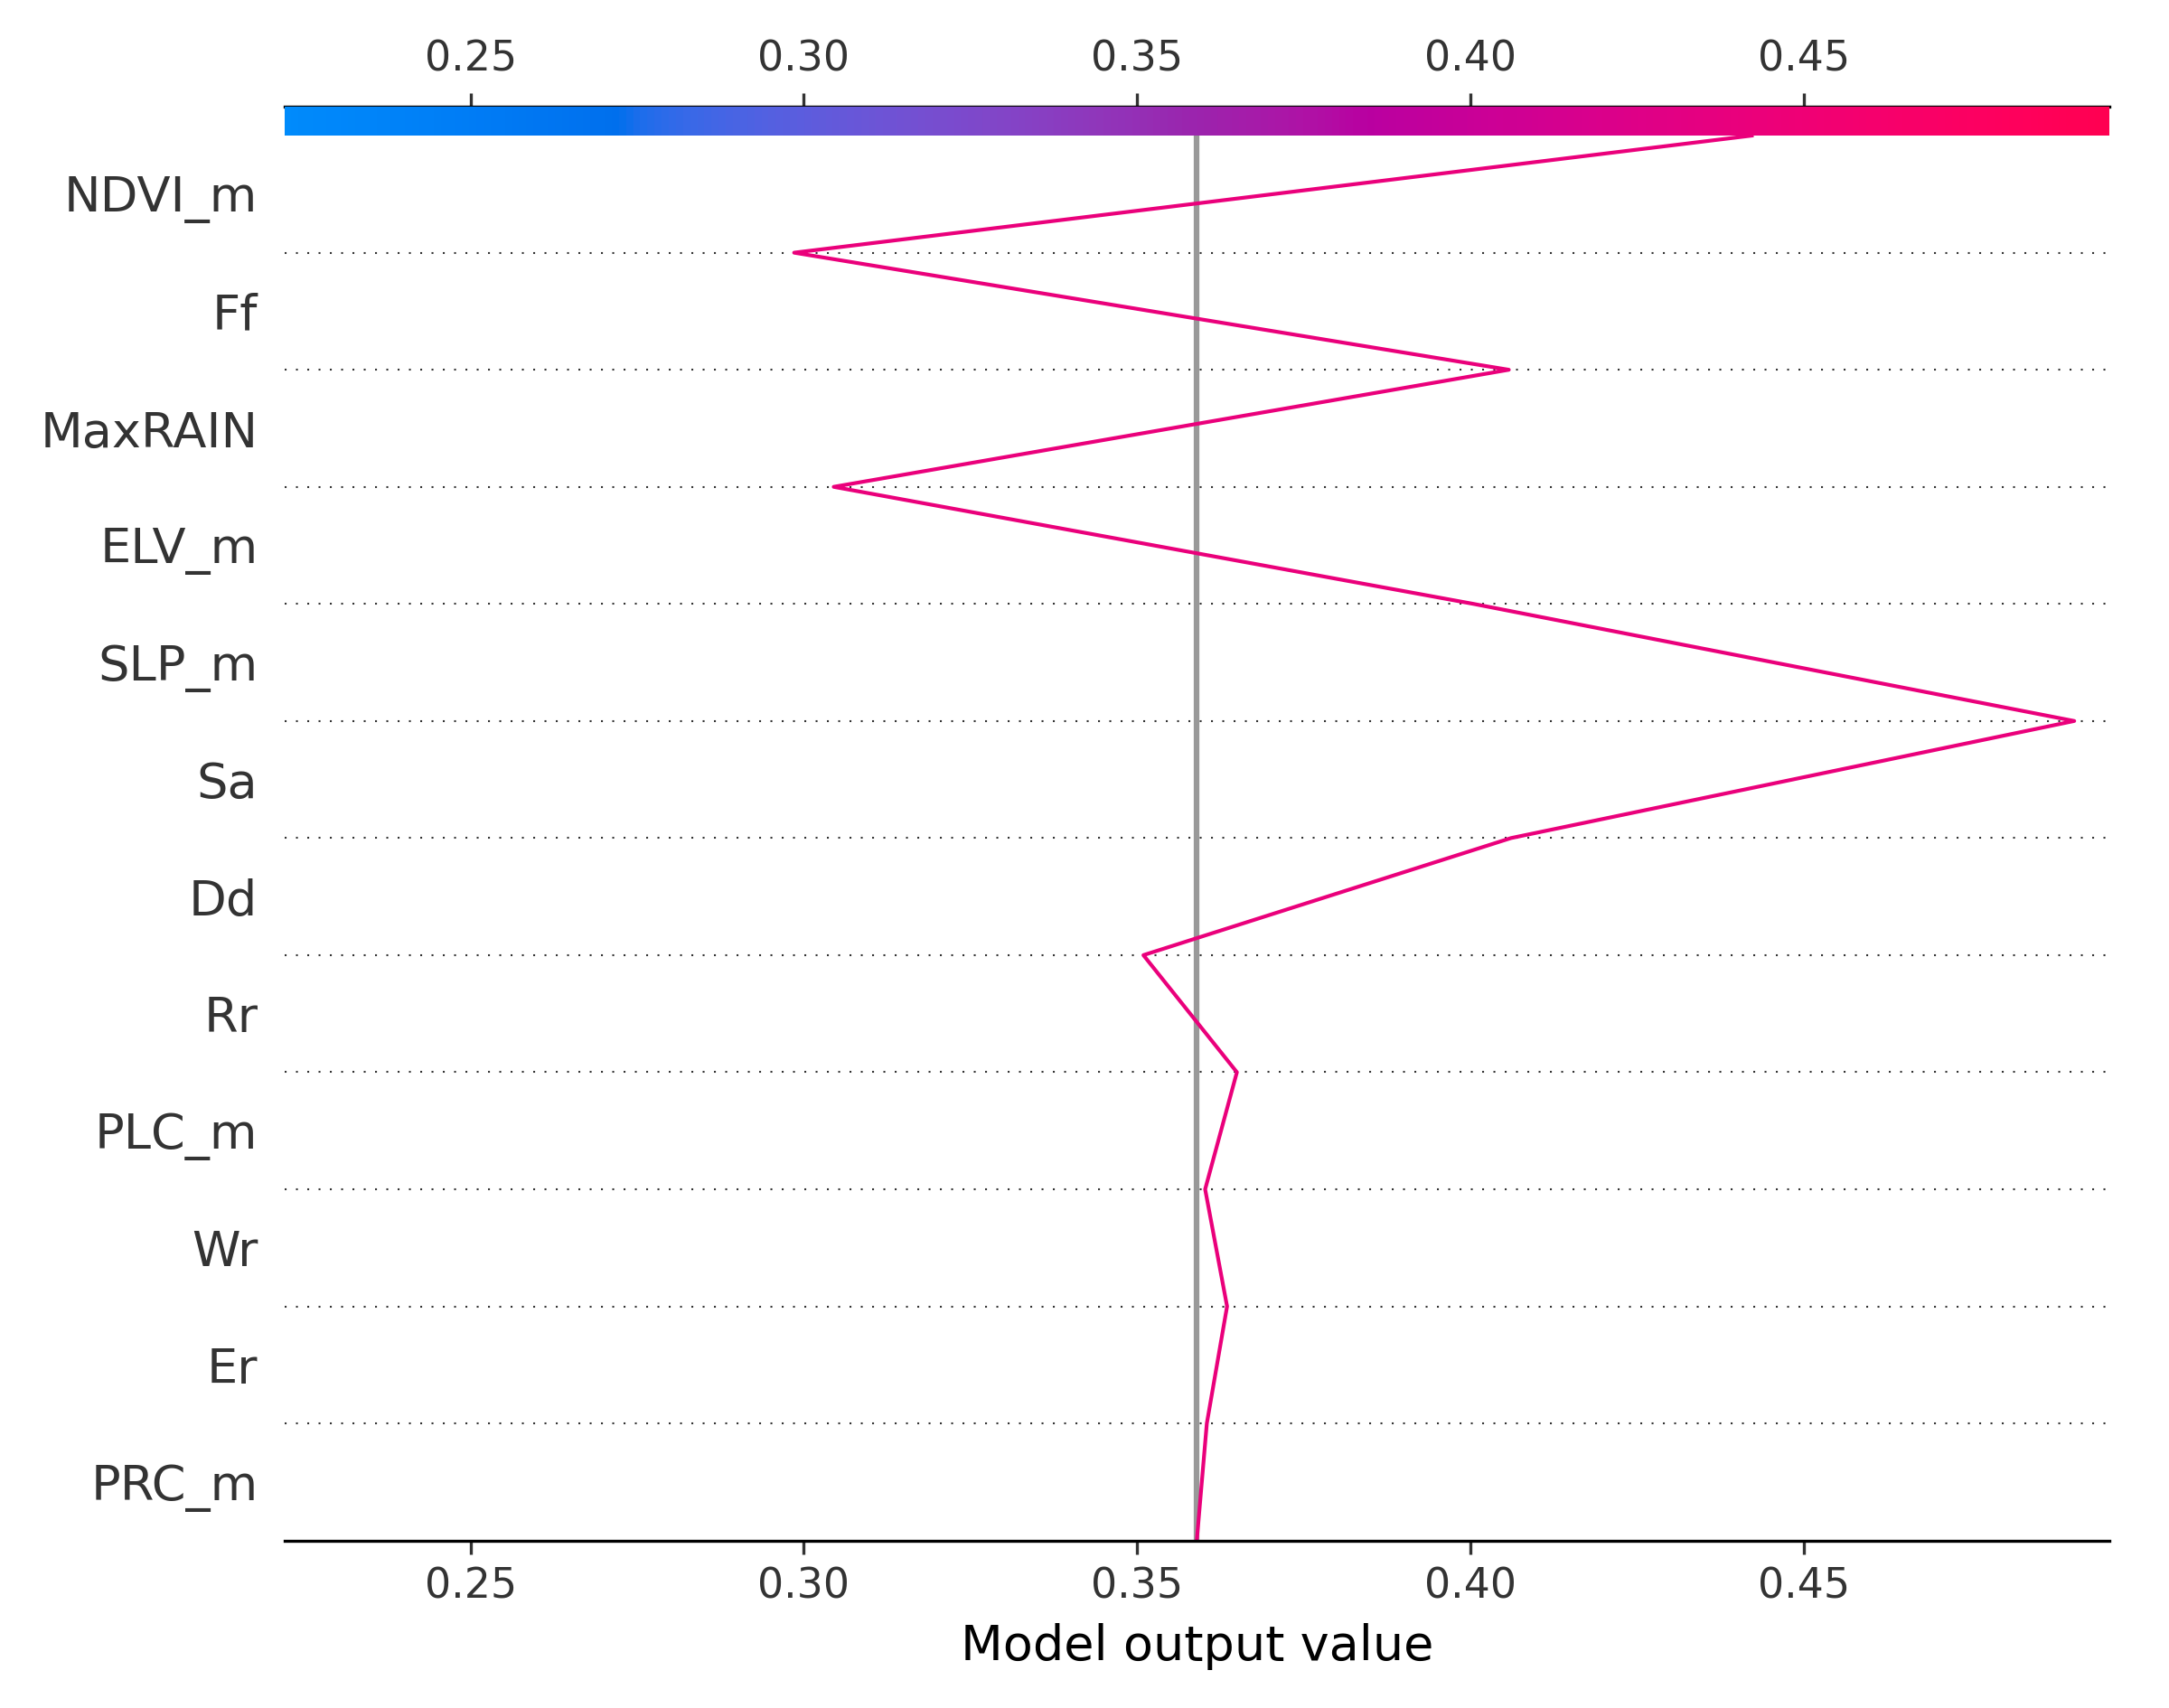 0.25 0.30 0.35 0.40 0.45
NDVI_m
Ff
MaxRAIN
ELV_m
SLP_m
Sa
Dd
Rr
PLC_m
Wr
Er
PRC_m
0.25 0.30 0.35 0.40 0.45
Model output value